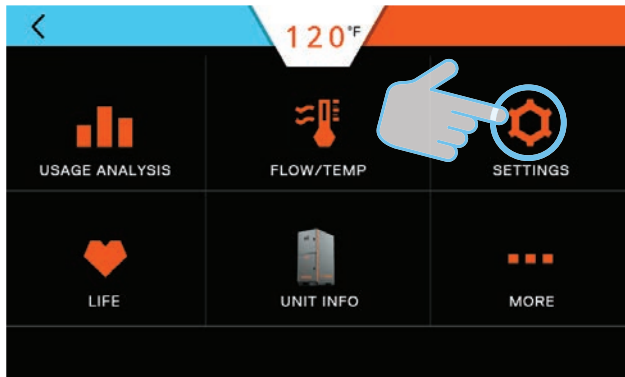 120°F
USAGE ANALYSIS
FLOW/TEMP
SETTINGS
LIFE
UNIT INFO
MORE